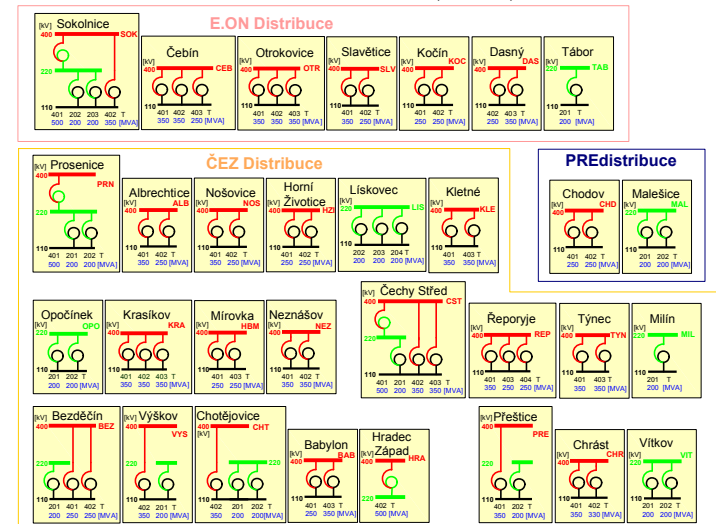 E.ON Distribuce
[kV] Sokolnice
400 SOK
220
110
401 202 203 402 T
500 200 200 350 [MVA]
Čebín
[kV]
400 CEB
110
401 402 403 T
350 350 250 [MVA]
Otrokovice
[kV]
400 OTR
110
401 402 403 T
350 350 350 [MVA]
Slavětice
[kV]
400 SLV
110
401 402 T
350 250 [MVA]
Kočín
[kV]
400 KOC
110
401 402 T
350 350 [MVA]
Dasný
[kV]
400 DAS
110
402 403 T
250 350 [MVA]
Tábor
[kV]
220 TAB
110
201 T
200 [MVA]
ČEZ Distribuce
[kV] Prosenice
400 PRN
220
110
401 201 202 T
500 200 200 [MVA]
Albrechtice
[kV]
400 ALB
110
401 402 T
350 250 [MVA]
Nošovice
[kV]
400 NOS
110
401 402 T
350 250 [MVA]
Horní
Životice
[kV]
400 HZI
110
401 402 T
250 250 [MVA]
Lískovec
[kV]
220 LIS
110
202 203 204 T
200 200 200 [MVA]
Kletné
[kV]
400 KLE
110
401 403 T
350 350 [MVA]
PREdistribuce
Chodov
[kV]
400 CHD
110
401 402 T
250 250 [MVA]
Malešice
[kV]
220 MAL
110
201 202 T
200 200 [MVA]
Opočínek
[kV]
220 OPO
110
201 202 T
200 200 [MVA]
Krasíkov
[kV]
400 KRA
110
401 402 403 T
350 350 350 [MVA]
Mírovka
[kV]
400 HBM
110
401 403 T
250 250 [MVA]
Neznášov
[kV]
400 NEZ
110
401 402 T
350 350 [MVA]
Čechy Střed
[kV]
400 CST
220
110
401 201 402 403 T
500 200 350 350 [MVA]
Řeporyje
[kV]
400 REP
110
402 403 404 T
350 250 250 [MVA]
Týnec
[kV]
400 TYN
110
401 403 T
350 350 [MVA]
Milín
[kV]
220 MIL
110
201 T
200 [MVA]
Bezděčín
[kV]
400 BEZ
220
110
201 401 402 T
200 250 250 [MVA]
[kV] Výškov
400 VYS
220
110
402 201 T
350 200 [MVA]
Chotějovice
400 CHT
[kV]
220
110
402 201 202 T
350 200 200 [MVA]
Babylon
[kV]
400 BAB
110
401 402 T
250 350 [MVA]
Hradec
Západ
[kV]
400 HRA
220
402 T
500 [MVA]
[kV] Přeštice
400 PRE
220
110
401 202 T
350 200 [MVA]
Chrást
[kV]
400 CHR
110
401 402 T
350 330 [MVA]
Vítkov
[kV]
220 VIT
110
201 202 T
200 200 [MVA]